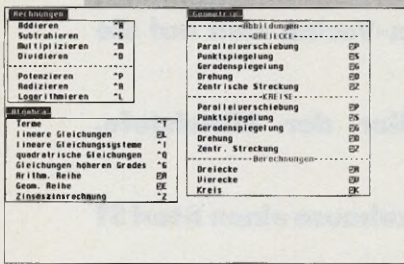 Rechnungen
Addieren ^A
Subtrahieren ^S
Multiplizieren ^M
Dividieren ^D
Potenzieren ^P
Radizieren ^R
Logarithmieren ^L
Algebra
Terme ^T
lineare Gleichungen L
lineare Gleichungssysteme ^I
quadratrische Gleichungen ^Q
Gleichungen hoheren Grades ^G
Arithm. Reihe A
Geom. Reihe E
Zinseszinsrechnung ^Z
Geometrie
Abbildungen
DREIECKE
Parallelverschiebung P
Punktspiegelung S
Geradenspiegelung G
Drehung D
Zentrische Streckung Z
KREISE
Parallelverschiebung P
Punktspiegelung S
Geradenspiegelung G
Drehung D
Zentr. Streckung Z
Berechnungen
Dreiecke
Vierecke
Kreis K